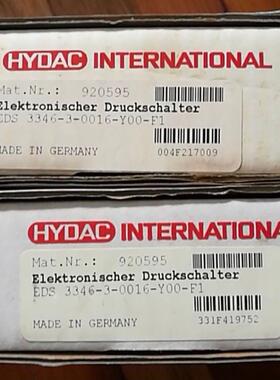 HYDAC INTERNATIONAL
Mat.Nr.: 920595
Elektronischer Druckschalter
EDS 3346-3-0016-Y00-F1
MADE IN GERMANY 004F217009
HYDAC INTERNATIONAL
Mat.Nr.: 920595
Elektronischer Druckschalter
EDS 3346-3-0016-Y00-F1
MADE IN GERMANY 331F419752